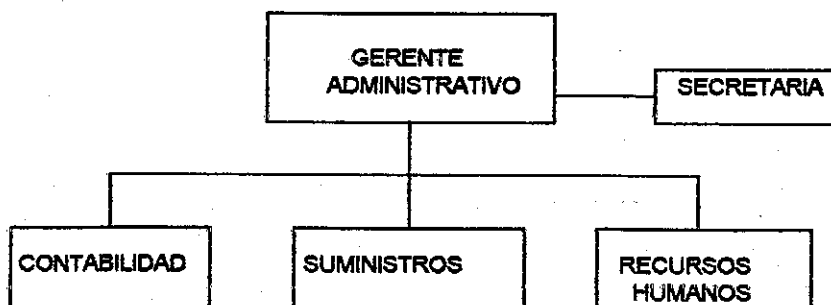 GERENTE
ADMINISTRATIVO
SECRETARIA
CONTABILIDAD
SUMINISTROS
RECURSOS
HUMANOS